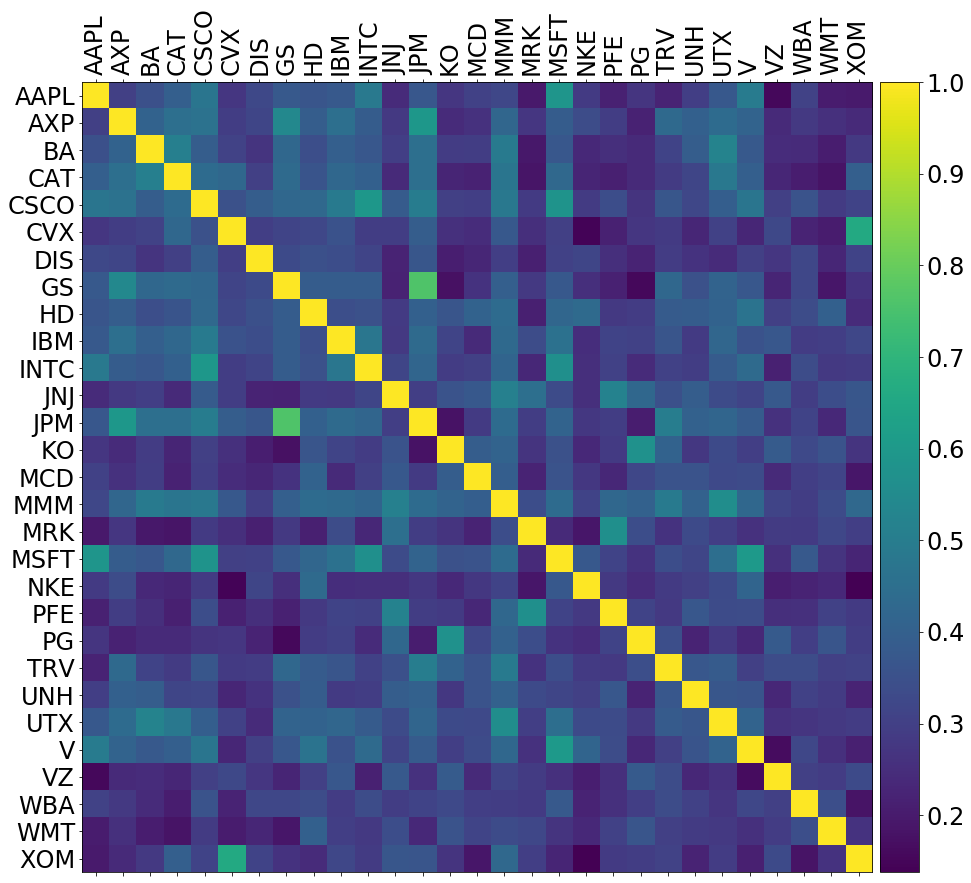 AAPL AXP BA CAT CSCO CVX DIS GS HD IBM INTC JNJ JPM KO MCD MMM MRK MSFT NKE PFE PG TRV UNH UTX V VZ WBA WMT XOM
AAPL
AXP
BA
CAT
CSCO
CVX
DIS
GS
HD
IBM
INTC
JNJ
JPM
KO
MCD
MMM
MRK
MSFT
NKE
PFE
PG
TRV
UNH
UTX
V
VZ
WBA
WMT
XOM
1.0
0.9
0.8
0.7
0.6
0.5
0.4
0.3
0.2